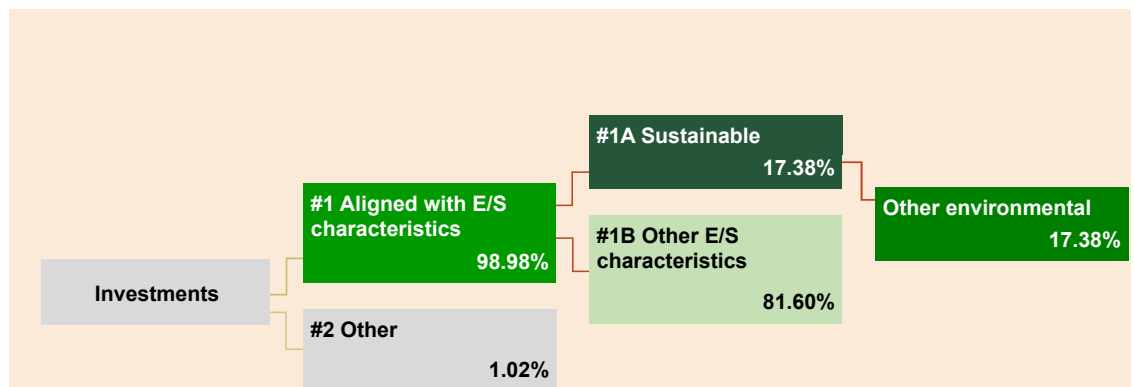 Investments
#1 Aligned with E/S
characteristics
98.98%
#2 Other
1.02%
#1A Sustainable
17.38%
#1B Other E/S
characteristics
81.60%
Other environmental
17.38%